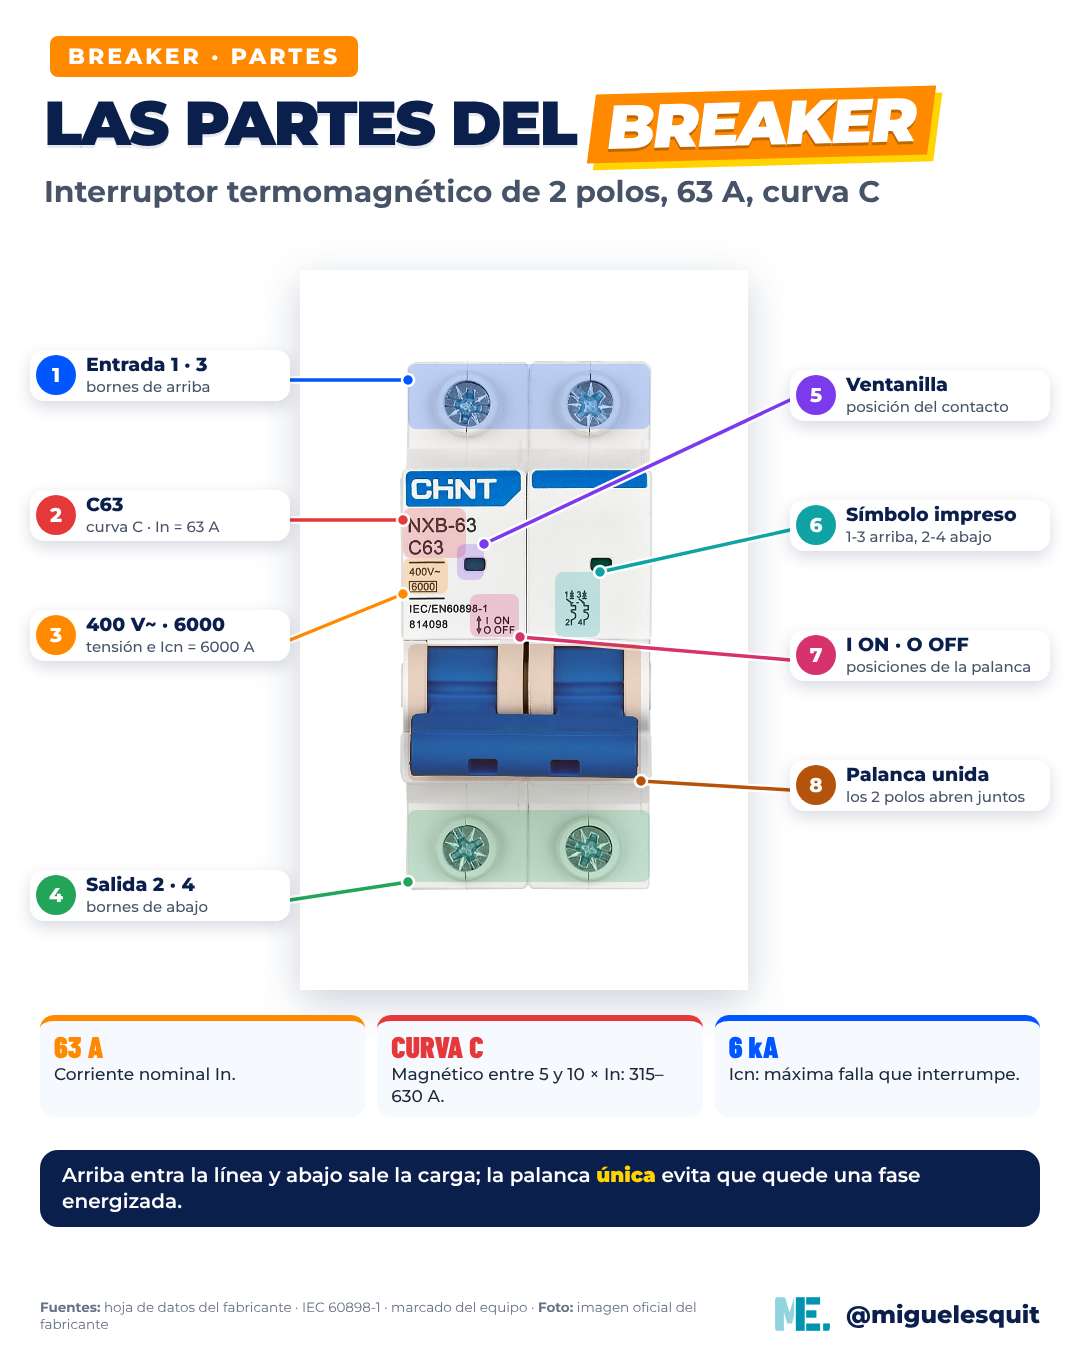 BREAKER · PARTES
LAS PARTES DEL BREAKER
Interruptor termomagnético de 2 polos, 63 A, curva C
1 Entrada 1 · 3
bornes de arriba
2 C63
curva C · In = 63 A
3 400 V~ · 6000
tensión e Icn = 6000 A
4 Salida 2 · 4
bornes de abajo
CHiNT
NXB-63
C63
400V~
6000
IEC/EN60898-1
814098
I ON
O OFF
1 3
2 4
5 Ventanilla
posición del contacto
6 Símbolo impreso
1-3 arriba, 2-4 abajo
7 I ON · O OFF
posiciones de la palanca
8 Palanca unida
los 2 polos abren juntos
63 A
Corriente nominal In.
CURVA C
Magnético entre 5 y 10 × In: 315–
630 A.
6 kA
Icn: máxima falla que interrumpe.
Arriba entra la línea y abajo sale la carga; la palanca única evita que quede una fase
energizada.
Fuentes: hoja de datos del fabricante · IEC 60898-1 · marcado del equipo · Foto: imagen oficial del
fabricante
ME. @miguelesquit